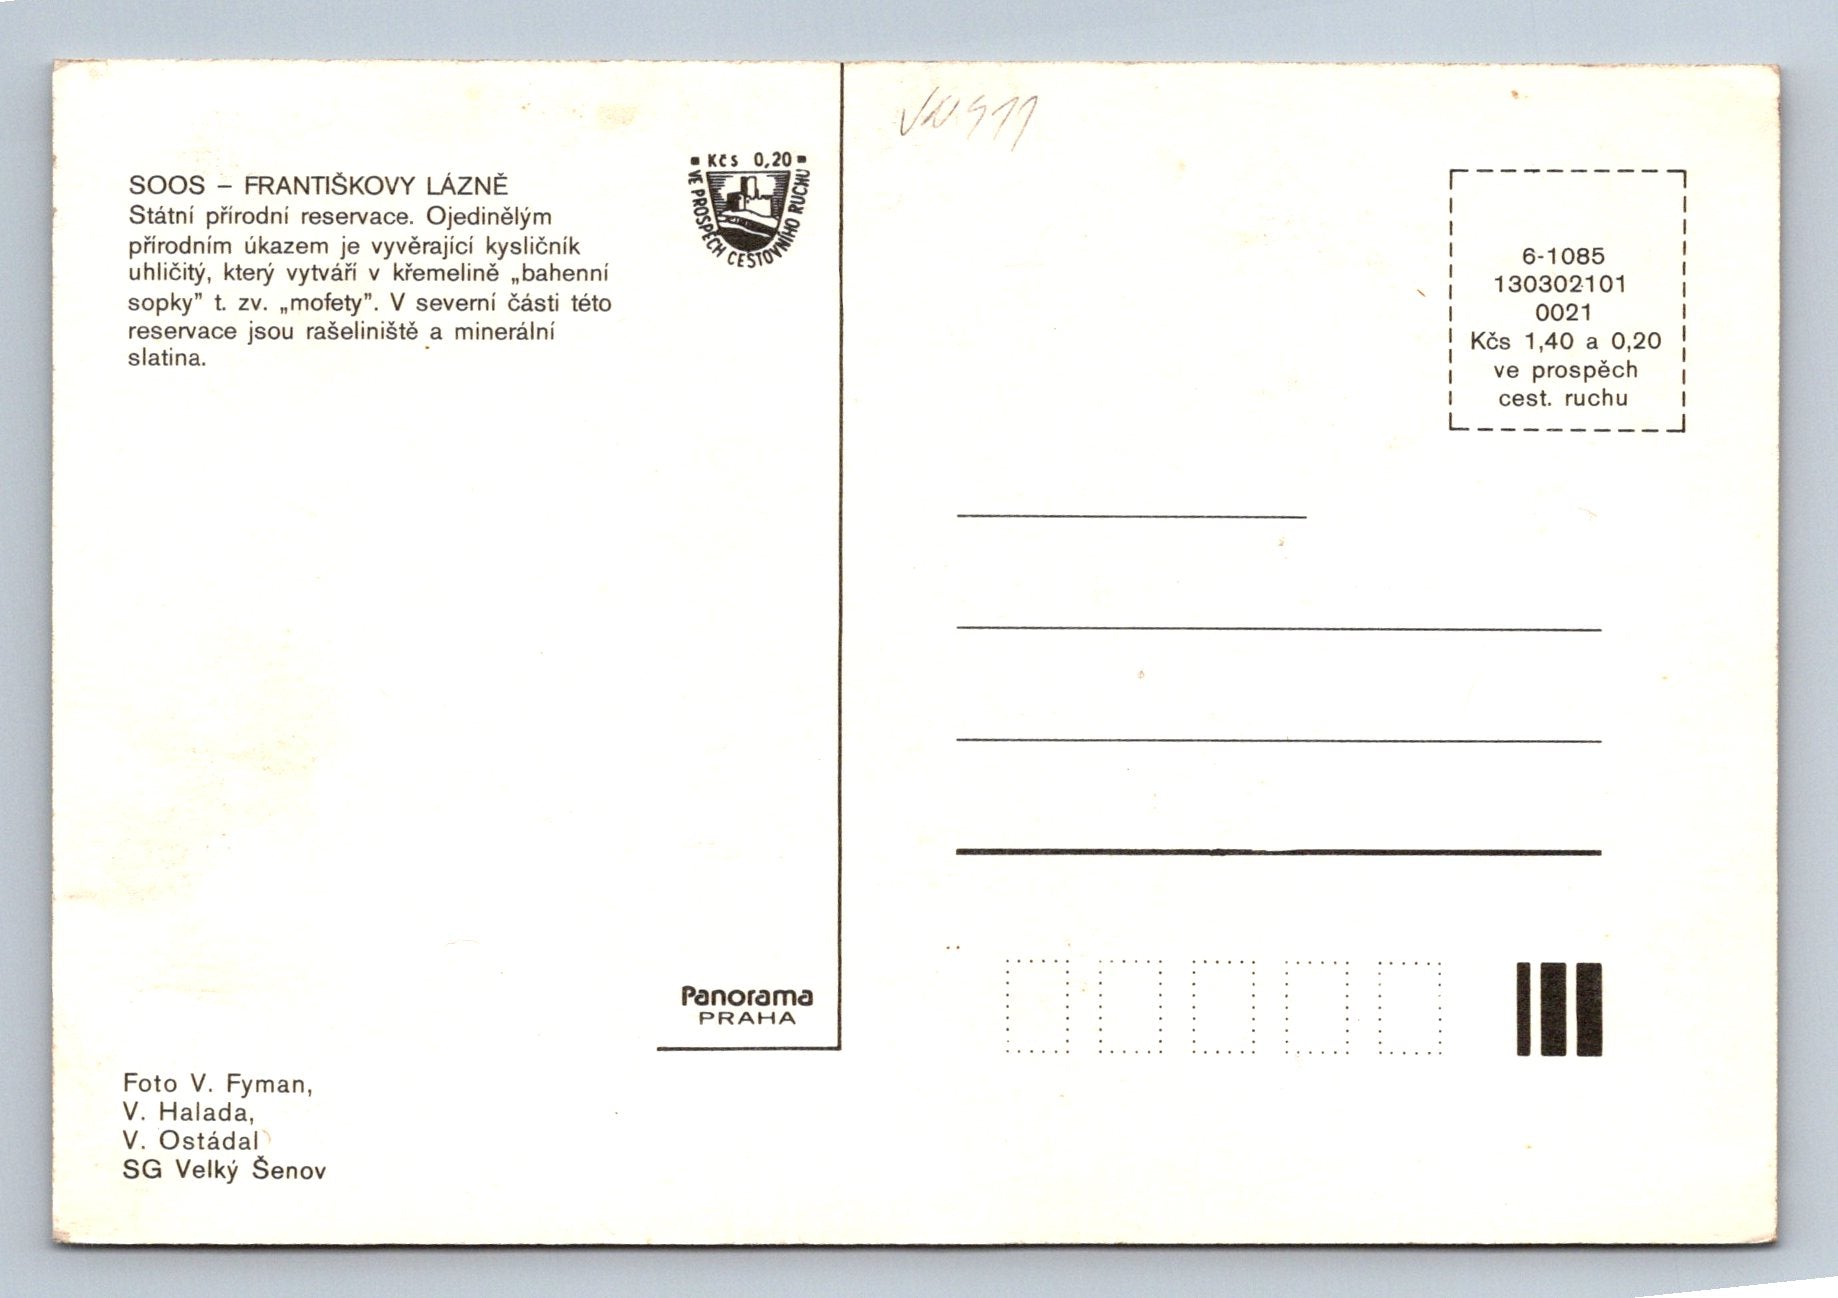 SOOS – FRANTIŠKOVY LÁZNĚ
Státní přírodní reservace. Ojedinělým
přírodním úkazem je vyvěrající kysličník
uhličitý, který vytváří v křemelině „bahenní
sopky” t. zv. „mofety”. V severní části této
reservace jsou rašeliniště a minerální
slatina.
▪ Kčs 0,20 ▪
VE PROSPĚCH CESTOVNÍHO RUCHU
6-1085
130302101
0021
Kčs 1,40 a 0,20
ve prospěch
cest. ruchu
Panorama
PRAHA
Foto V. Fyman,
V. Halada,
V. Ostádal
SG Velký Šenov